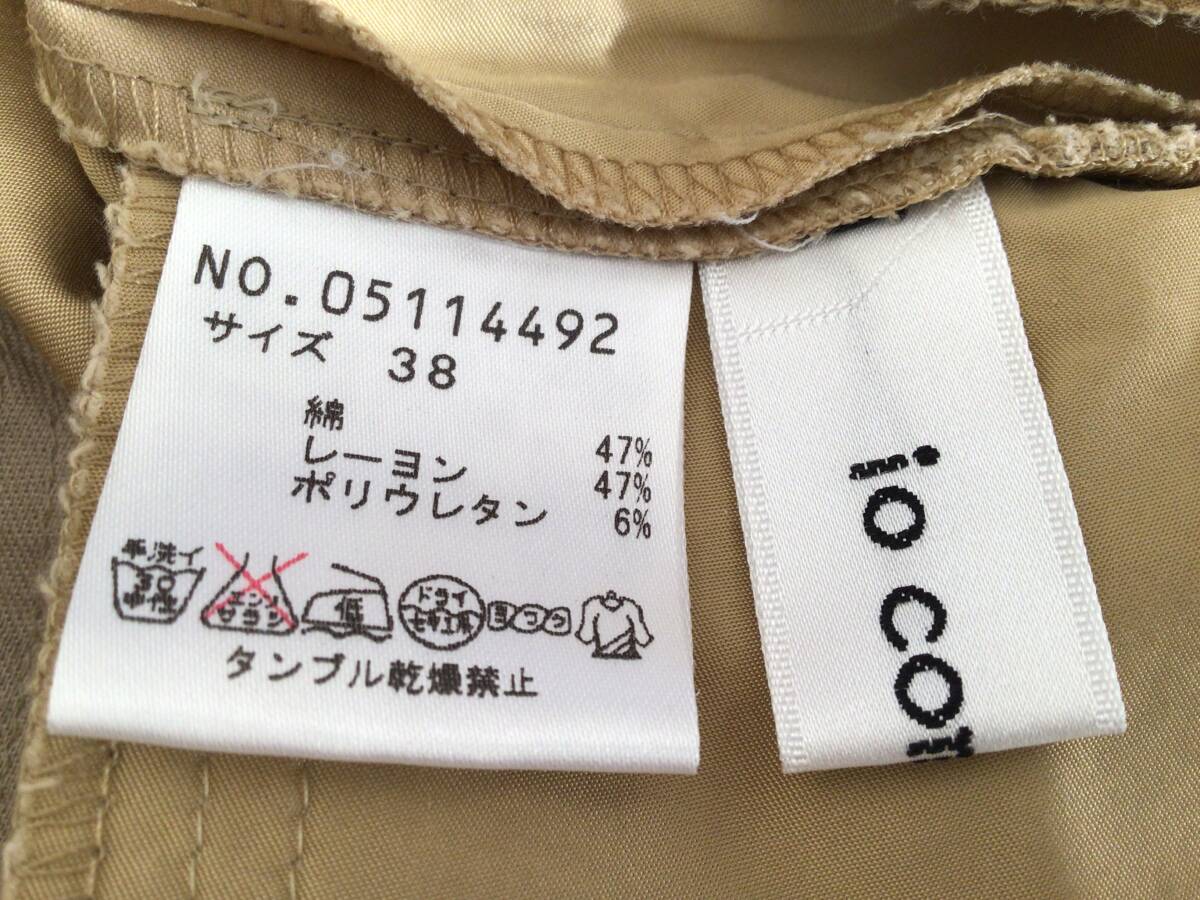 NO.05114492
サイズ 38
綿 47%
レーヨン 47%
ポリウレタン 6%
手洗イ
30
中性
エンソ
サラシ
低
ドライ
セキユ系
ヨワク
タンブル乾燥禁止
io co